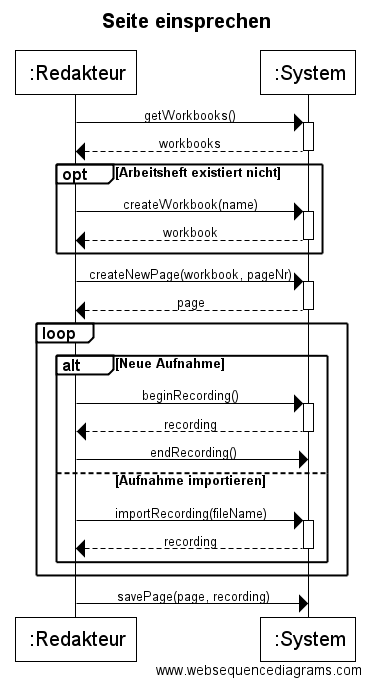 Seite einsprechen
:Redakteur
:System
getWorkbooks()
workbooks
opt
[Arbeitsheft existiert nicht]
createWorkbook(name)
workbook
createNewPage(workbook, pageNr)
page
loop
alt
[Neue Aufnahme]
beginRecording()
recording
endRecording()
[Aufnahme importieren]
importRecording(fileName)
recording
savePage(page, recording)
:Redakteur
:System
www.websequencediagrams.com